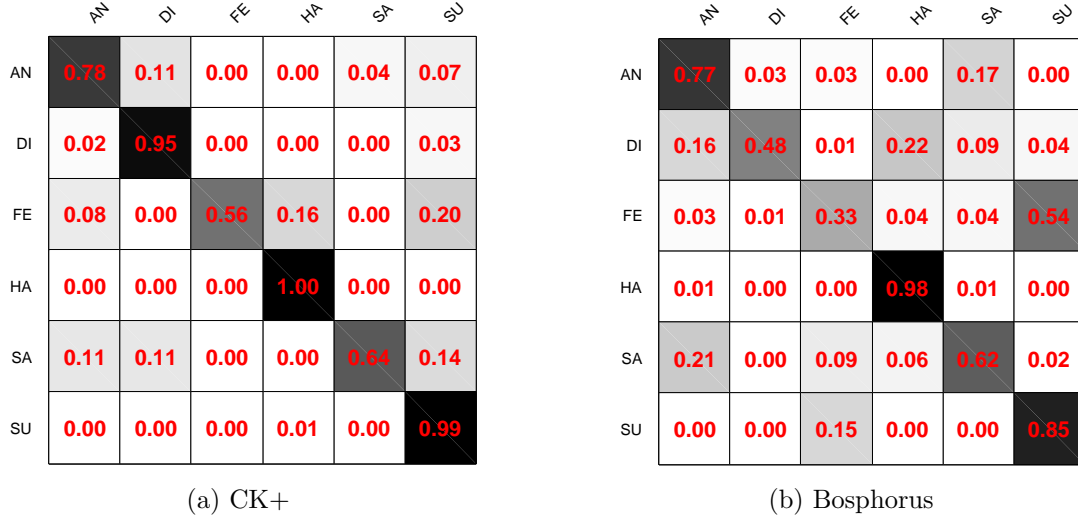 AN DI FE HA SA SU
AN 0.78 0.11 0.00 0.00 0.04 0.07
DI 0.02 0.95 0.00 0.00 0.00 0.03
FE 0.08 0.00 0.56 0.16 0.00 0.20
HA 0.00 0.00 0.00 1.00 0.00 0.00
SA 0.11 0.11 0.00 0.00 0.64 0.14
SU 0.00 0.00 0.00 0.01 0.00 0.99
(a) CK+
AN DI FE HA SA SU
AN 0.77 0.03 0.03 0.00 0.17 0.00
DI 0.16 0.48 0.01 0.22 0.09 0.04
FE 0.03 0.01 0.33 0.04 0.04 0.54
HA 0.01 0.00 0.00 0.98 0.01 0.00
SA 0.21 0.00 0.09 0.06 0.62 0.02
SU 0.00 0.00 0.15 0.00 0.00 0.85
(b) Bosphorus